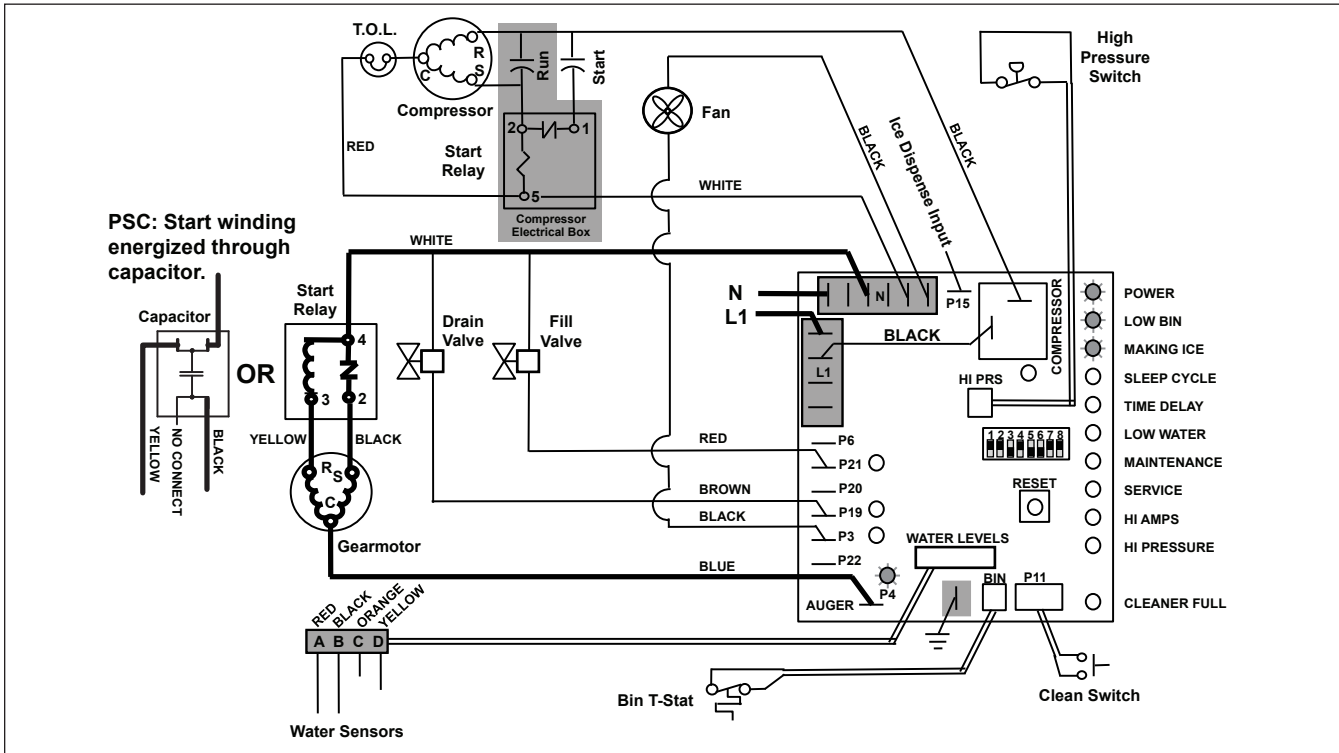 T.O.L.
C
R
S
Compressor
Run
Start
2
1
5
Start
Relay
Compressor
Electrical Box
RED
WHITE
Fan
BLACK
Ice Dispense Input
BLACK
High
Pressure
Switch
PSC: Start winding
energized through
capacitor.
Capacitor
YELLOW
NO CONNECT
BLACK
OR
Start
Relay
4
3
2
YELLOW
BLACK
R
S
C
Gearmotor
WHITE
Drain
Valve
Fill
Valve
N
L1
N
P15
BLACK
L1
COMPRESSOR
HI PRS
POWER
LOW BIN
MAKING ICE
SLEEP CYCLE
TIME DELAY
LOW WATER
MAINTENANCE
SERVICE
HI AMPS
HI PRESSURE
CLEANER FULL
1 2 3 4 5 6 7 8
RESET
RED
BROWN
BLACK
BLUE
P6
P21
P20
P19
P3
P22
P4
AUGER
WATER LEVELS
BIN
P11
RED
BLACK
ORANGE
YELLOW
A B C D
Water Sensors
Bin T-Stat
Clean Switch